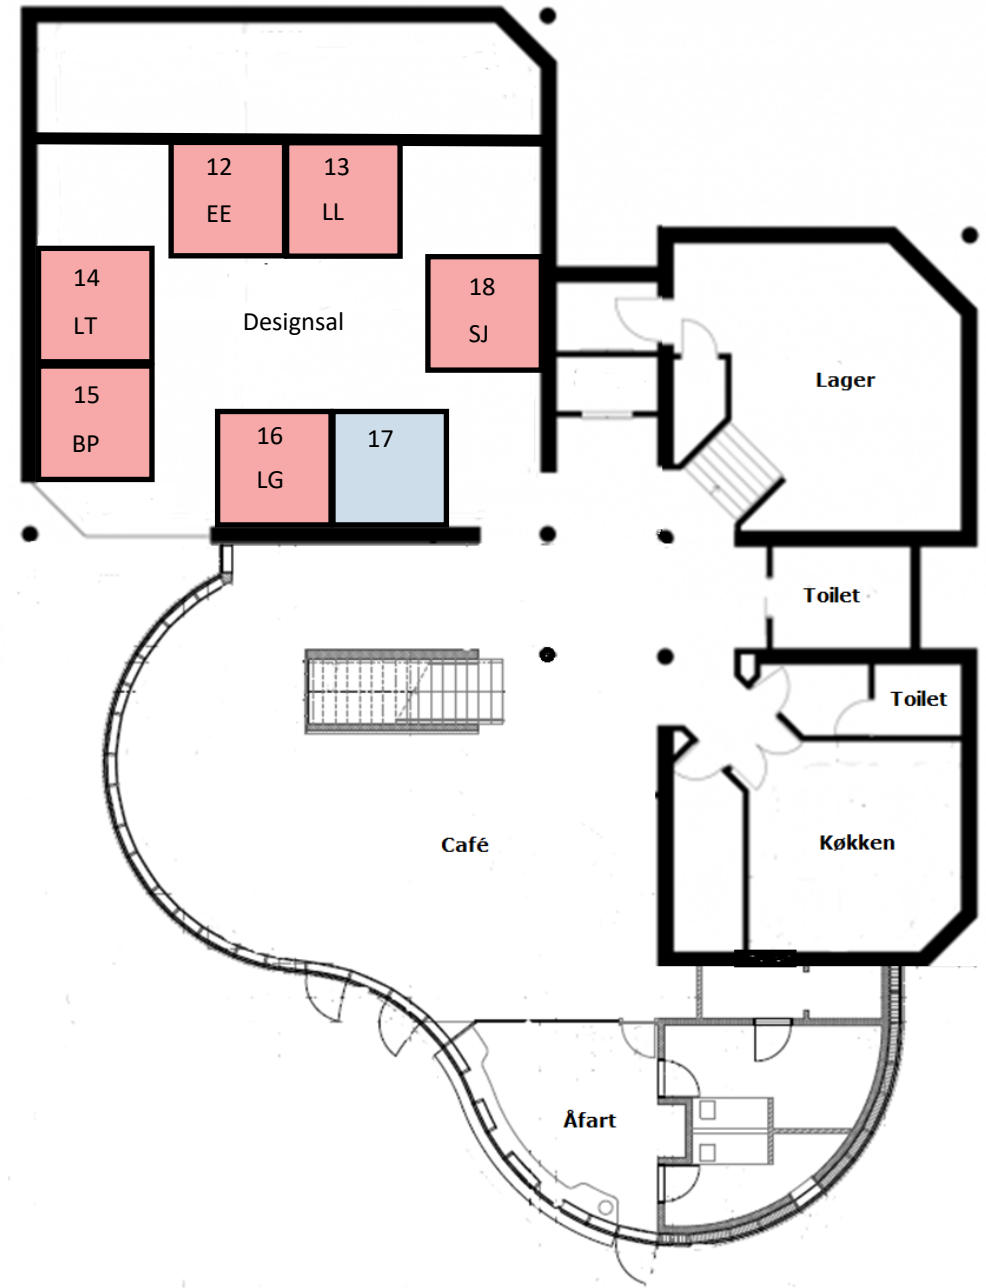 12
EE
13
LL
14
LT
18
SJ
Designsal
15
BP
16
LG
17
Lager
Toilet
Toilet
Café
Køkken
Åfart